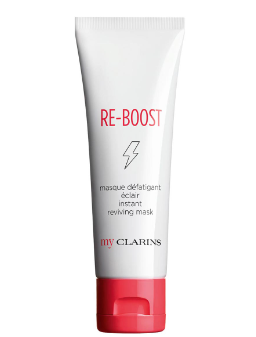 RE-BOOST
masque défatigant
éclair
instant
reviving mask
my CLARINS